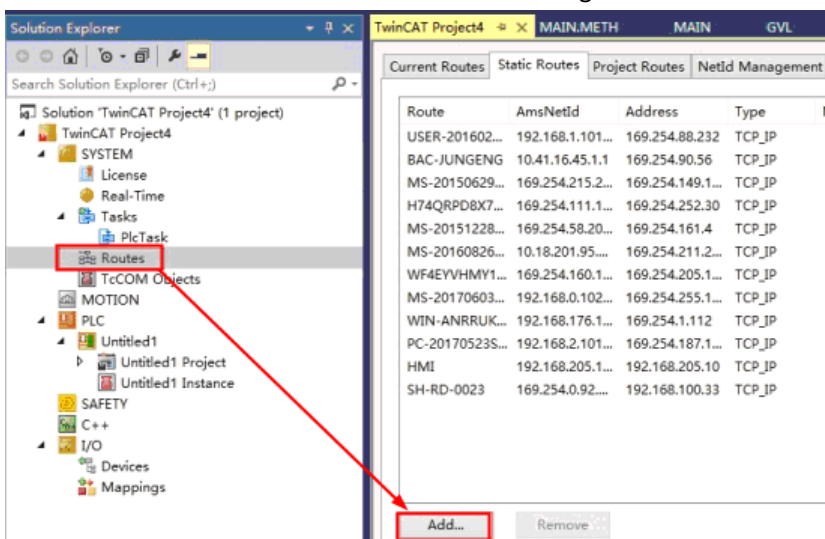 Solution Explorer
Search Solution Explorer (Ctrl+;)
Solution 'TwinCAT Project4' (1 project)
TwinCAT Project4
SYSTEM
License
Real-Time
Tasks
PlcTask
Routes
TcCOM Objects
MOTION
PLC
Untitled1
Untitled1 Project
Untitled1 Instance
SAFETY
C++
I/O
Devices
Mappings
TwinCAT Project4 MAIN.METH MAIN GVL
Current Routes Static Routes Project Routes NetId Management
Route AmsNetId Address Type
USER-201602... 192.168.1.101... 169.254.88.232 TCP_IP
BAC-JUNGENG 10.41.16.45.1.1 169.254.90.56 TCP_IP
MS-20150629... 169.254.215.2... 169.254.149.1... TCP_IP
H74QRPD8X7... 169.254.111.1... 169.254.252.30 TCP_IP
MS-20151228... 169.254.58.20... 169.254.161.4 TCP_IP
MS-20160826... 10.18.201.95.... 169.254.211.2... TCP_IP
WF4EYVHMY1... 169.254.160.1... 169.254.205.1... TCP_IP
MS-20170603... 192.168.0.102... 169.254.255.1... TCP_IP
WIN-ANRRUK... 192.168.176.1... 169.254.1.112 TCP_IP
PC-20170523S... 192.168.2.101... 169.254.187.1... TCP_IP
HMI 192.168.205.1... 192.168.205.10 TCP_IP
SH-RD-0023 169.254.0.92.... 192.168.100.33 TCP_IP
Add... Remove